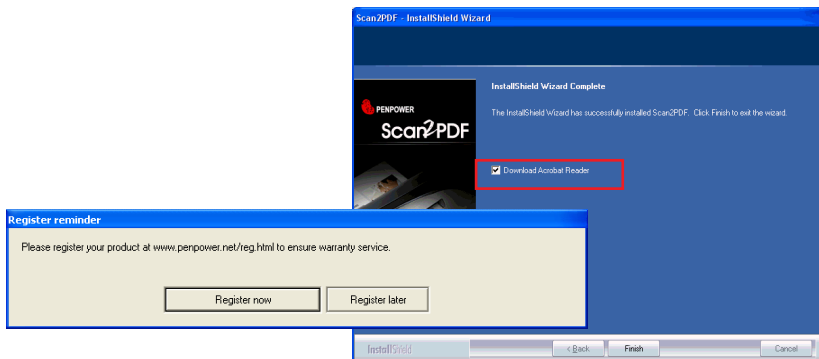 Scan2PDF - InstallShield Wizard
InstallShield Wizard Complete
The InstallShield Wizard has successfully installed Scan2PDF. Click Finish to exit the wizard.
PENPOWER
Scan2PDF
Download Acrobat Reader
Register reminder
Please register your product at www.penpower.net/reg.html to ensure warranty service.
Register now
Register later
InstallShield
< Back
Finish
Cancel